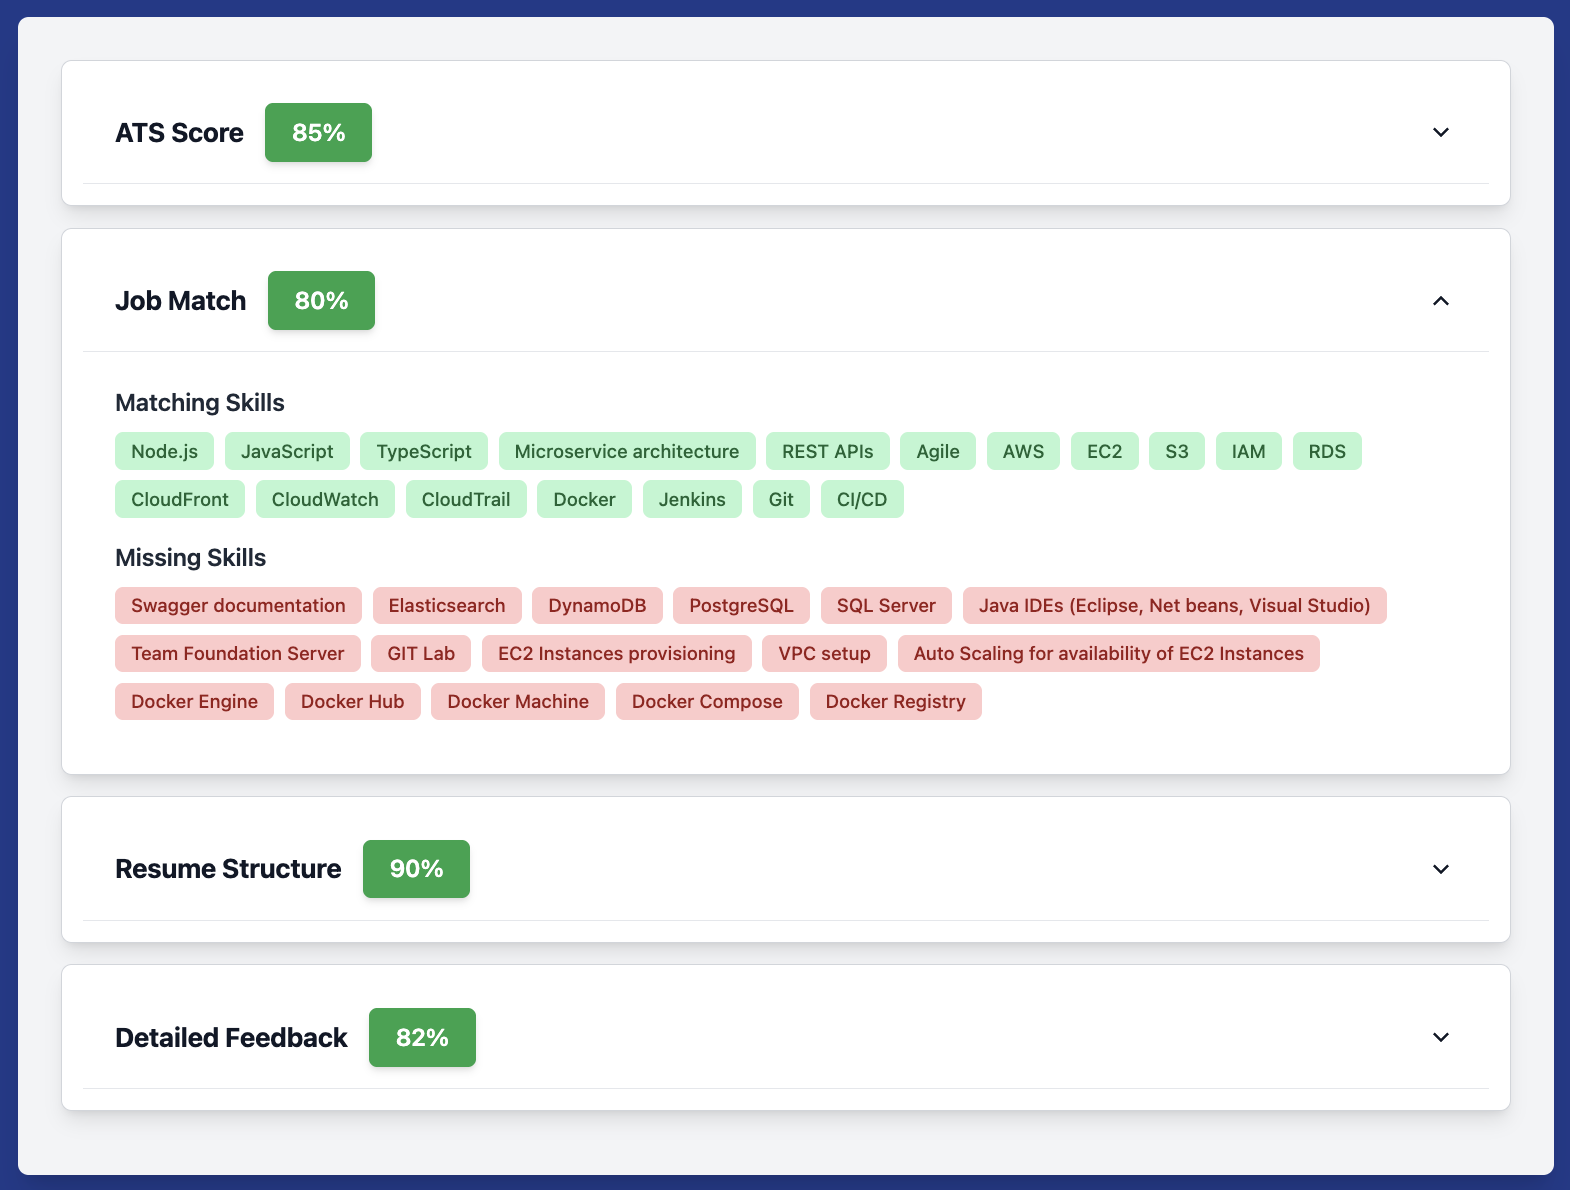 ATS Score 85%
Job Match 80%
Matching Skills
Node.js JavaScript TypeScript Microservice architecture REST APIs Agile AWS EC2 S3 IAM RDS
CloudFront CloudWatch CloudTrail Docker Jenkins Git CI/CD
Missing Skills
Swagger documentation Elasticsearch DynamoDB PostgreSQL SQL Server Java IDEs (Eclipse, Net beans, Visual Studio)
Team Foundation Server GIT Lab EC2 Instances provisioning VPC setup Auto Scaling for availability of EC2 Instances
Docker Engine Docker Hub Docker Machine Docker Compose Docker Registry
Resume Structure 90%
Detailed Feedback 82%